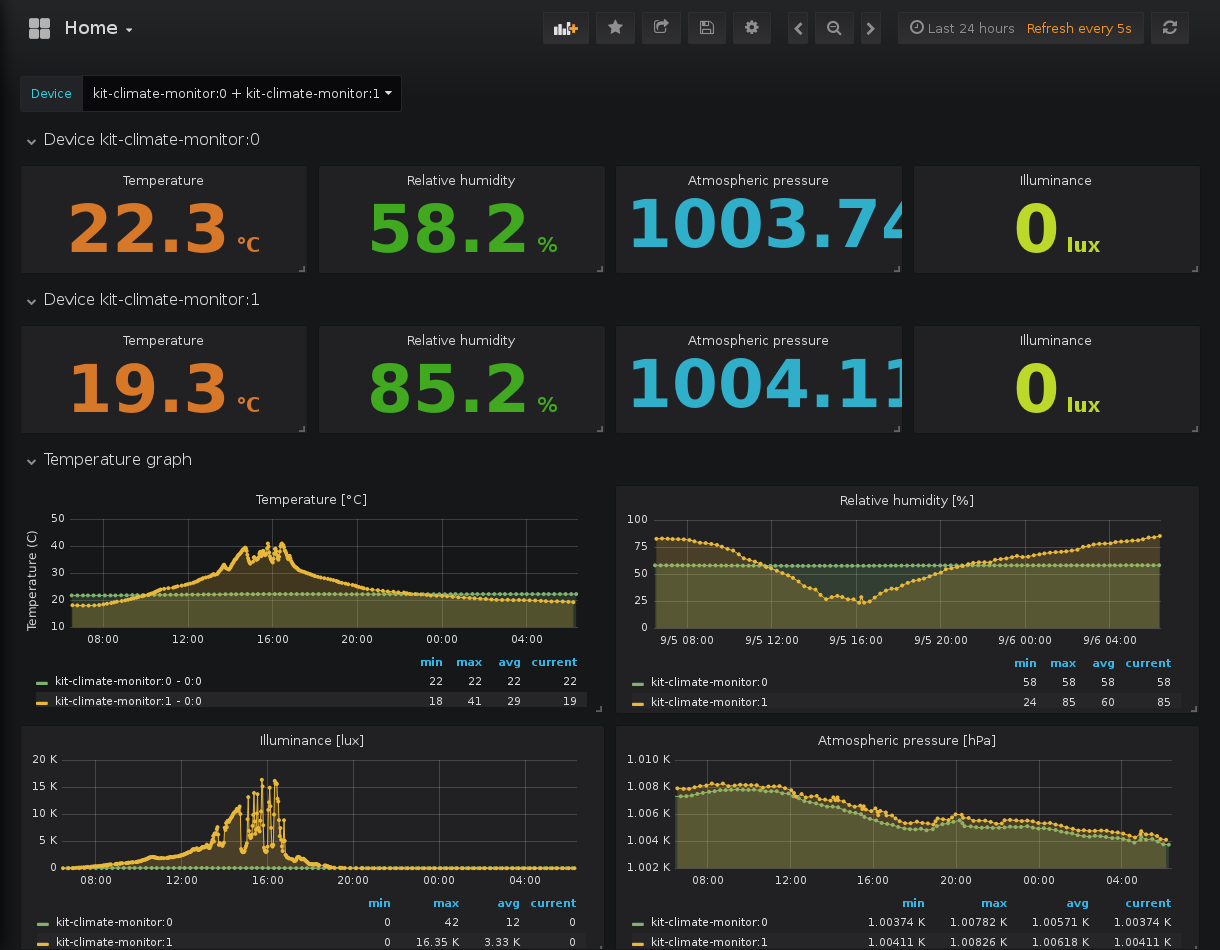 Home
Last 24 hours Refresh every 5s
Device kit-climate-monitor:0 + kit-climate-monitor:1
Device kit-climate-monitor:0
Temperature Relative humidity Atmospheric pressure Illuminance
22.3 °C 58.2 % 1003.74 0 lux
Device kit-climate-monitor:1
Temperature Relative humidity Atmospheric pressure Illuminance
19.3 °C 85.2 % 1004.11 0 lux
Temperature graph
Temperature [°C]
Temperature (C)
50
40
30
20
10
08:00 12:00 16:00 20:00 00:00 04:00
min max avg current
kit-climate-monitor:0 - 0:0 22 22 22 22
kit-climate-monitor:1 - 0:0 18 41 29 19
Relative humidity [%]
100
75
50
25
0
9/5 08:00 9/5 12:00 9/5 16:00 9/5 20:00 9/6 00:00 9/6 04:00
min max avg current
kit-climate-monitor:0 58 58 58 58
kit-climate-monitor:1 24 85 60 85
Illuminance [lux]
20 K
15 K
10 K
5 K
0
08:00 12:00 16:00 20:00 00:00 04:00
min max avg current
kit-climate-monitor:0 0 42 12 0
kit-climate-monitor:1 0 16.35 K 3.33 K 0
Atmospheric pressure [hPa]
1.010 K
1.008 K
1.006 K
1.004 K
1.002 K
08:00 12:00 16:00 20:00 00:00 04:00
min max avg current
kit-climate-monitor:0 1.00374 K 1.00782 K 1.00571 K 1.00374 K
kit-climate-monitor:1 1.00411 K 1.00826 K 1.00618 K 1.00411 K